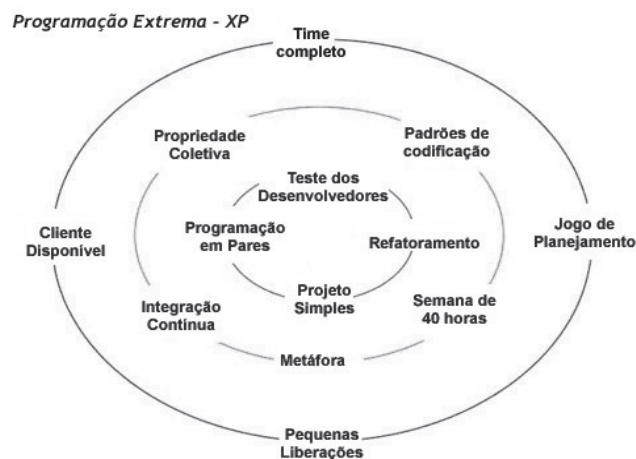 Programação Extrema - XP
Time
completo
Propriedade
Coletiva
Padrões de
codificação
Teste dos
Desenvolvedores
Cliente
Disponível
Programação
em Pares
Refatoramento
Jogo de
Planejamento
Integração
Contínua
Projeto
Simples
Semana de
40 horas
Metáfora
Pequenas
Liberações